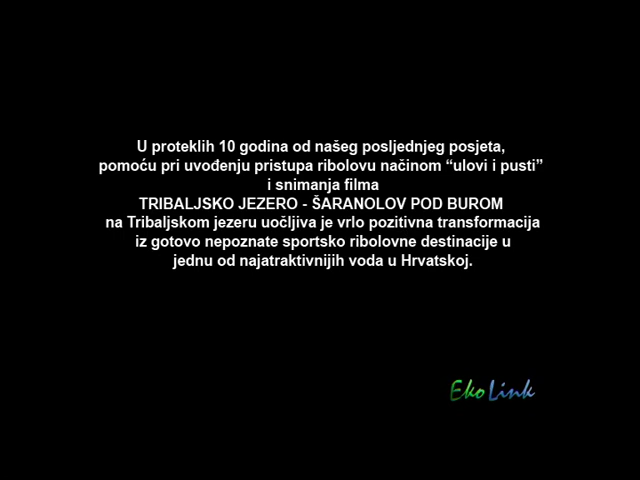 U proteklih 10 godina od našeg posljednjeg posjeta,
pomoću pri uvođenju pristupa ribolovu načinom “ulovi i pusti”
i snimanja filma
TRIBALJSKO JEZERO - ŠARANOLOV POD BUROM
na Tribaljskom jezeru uočljiva je vrlo pozitivna transformacija
iz gotovo nepoznate sportsko ribolovne destinacije u
jednu od najatraktivnijih voda u Hrvatskoj.
Eko Link